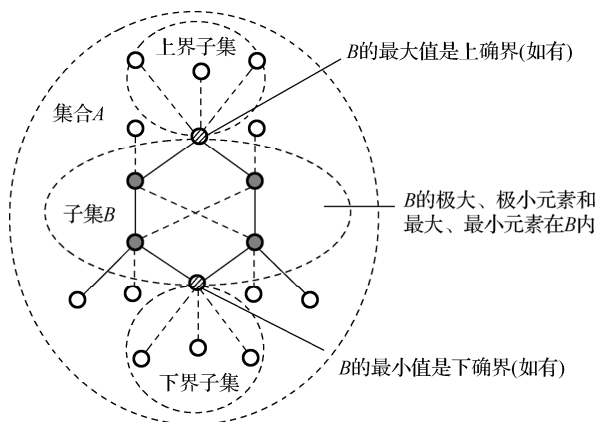 上界子集
B的最大值是上确界(如有)
集合A
子集B
B的极大、极小元素和
最大、最小元素在B内
下界子集
B的最小值是下确界(如有)